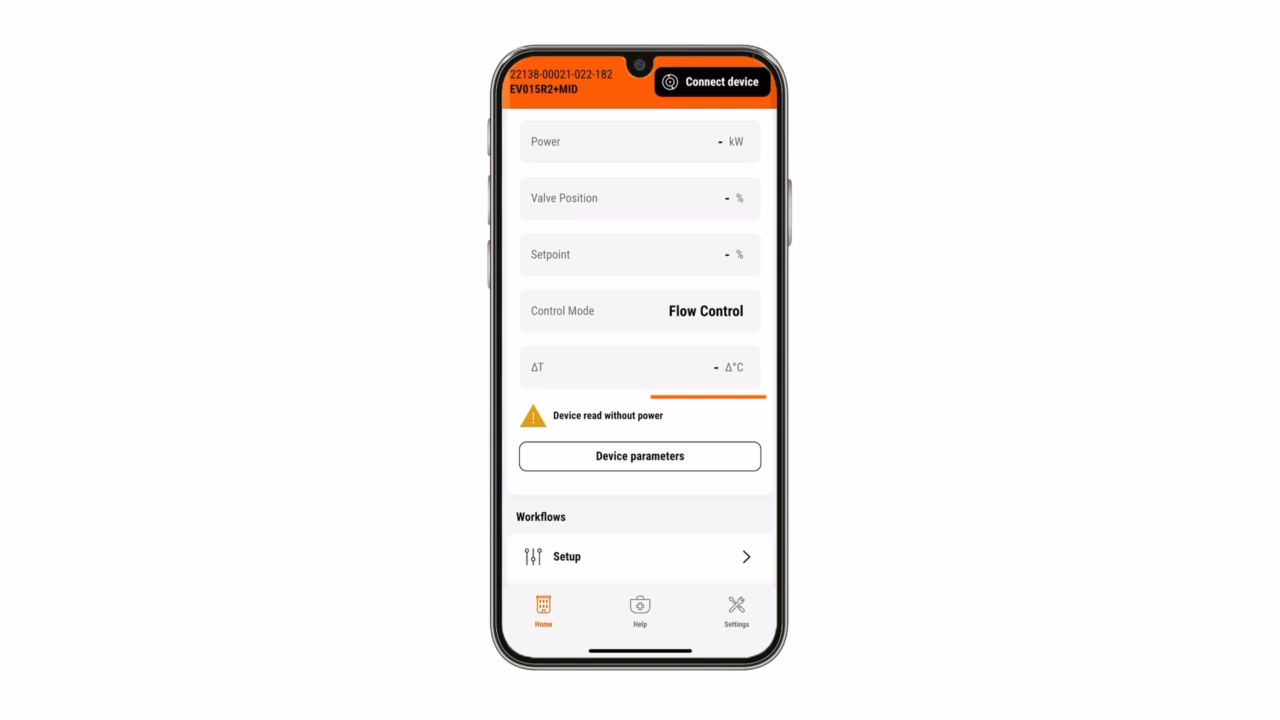 22138-00021-022-182
EV015R2+MID
Connect device
Power - kW
Valve Position - %
Setpoint - %
Control Mode Flow Control
ΔT - Δ°C
Device read without power
Device parameters
Workflows
Setup
Home Help Settings